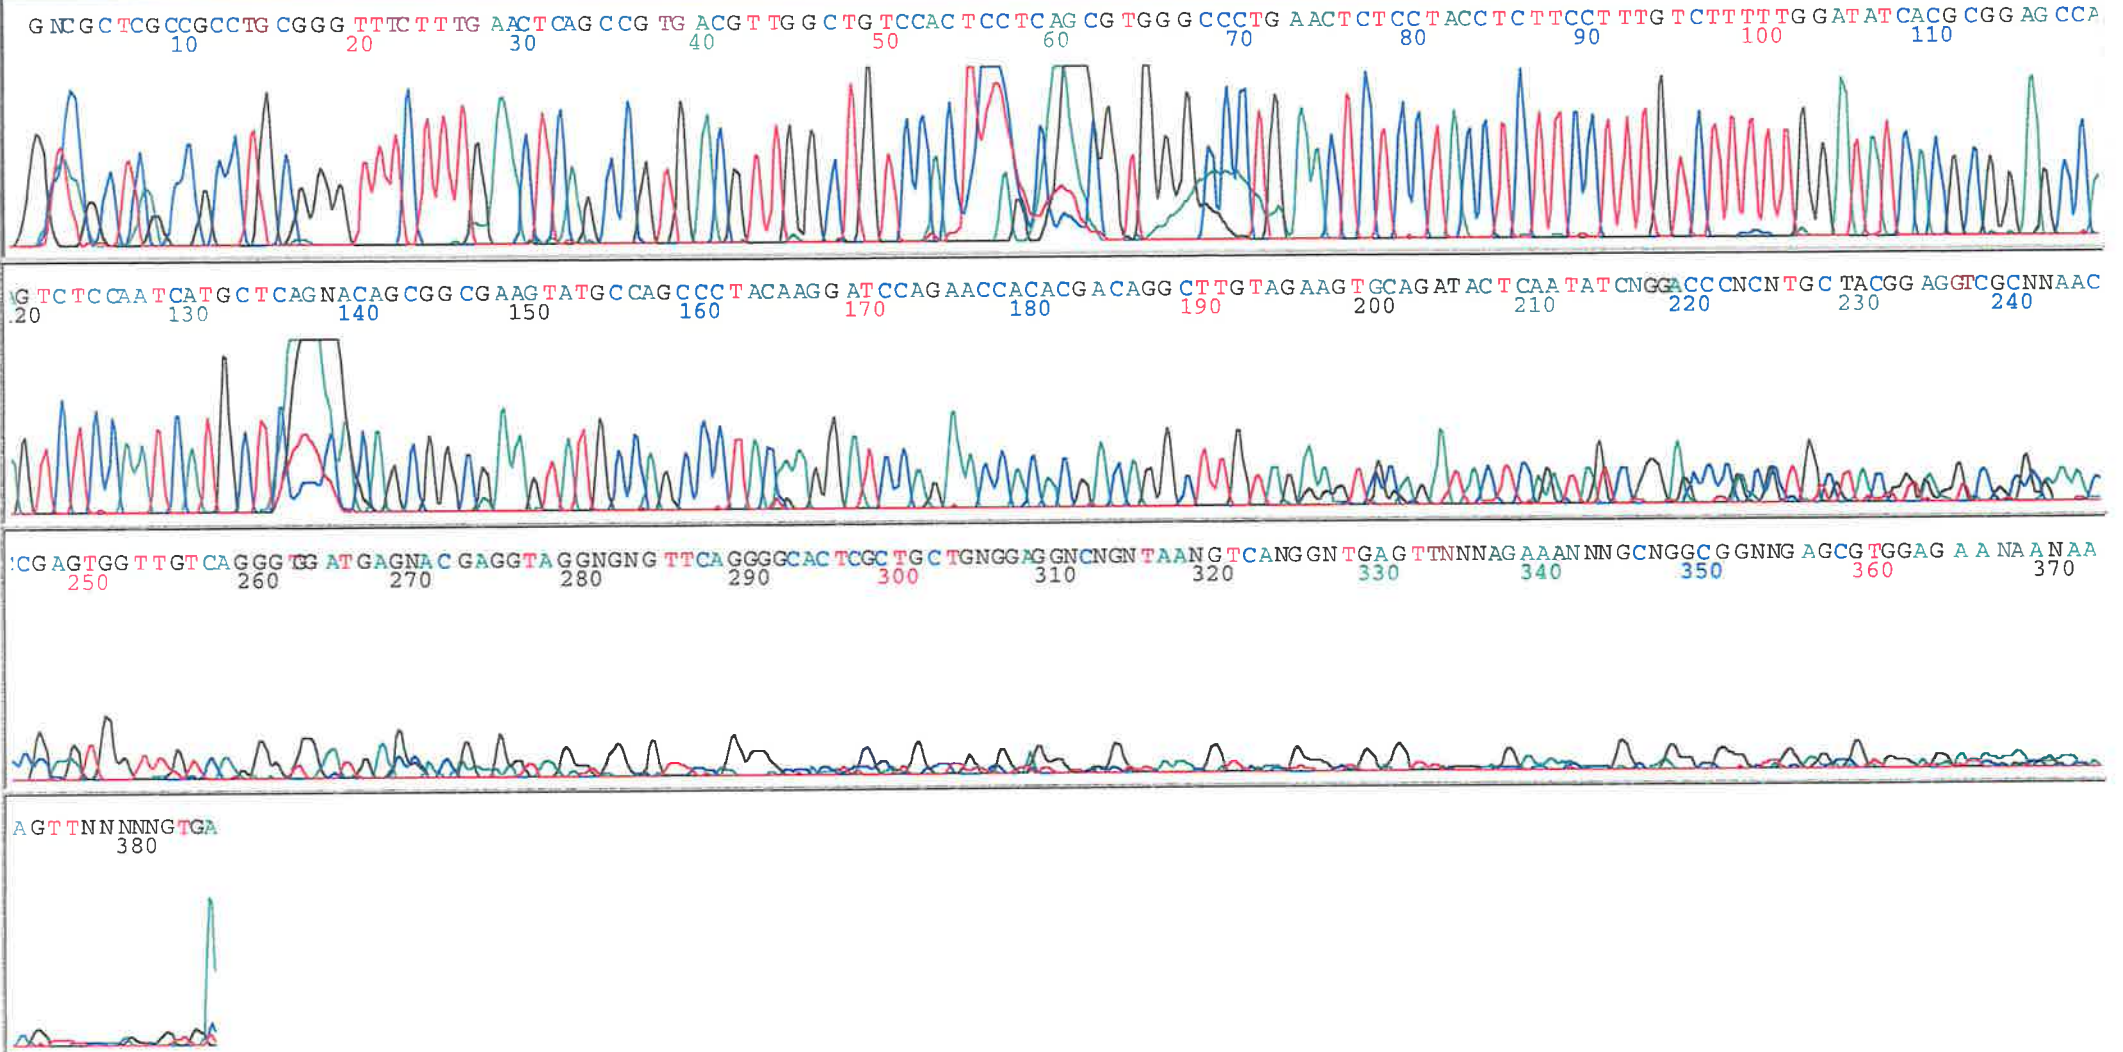 GNCGCTCGCCGCCTGCGGGTTTCTTTGAACTCAGCCGTGACGTTGGCTGTCCACTCCTCAGCGTGGGCCCTGAACTCTCCTACCTCTTCCTTTGTCTTTTTGGATATCACGCGGAGCCA
10 20 30 40 50 60 70 80 90 100 110
GTCTCCAATCATGCTCAGNACAGCGGCGAAGTATGCCAGCCCTACAAGGATCCAGAACCACACGACAGGCTTGTAGAAGTGCAGATACTCAATATCNGGACCCNCNTGCTACGGAGGTCGCNNAAC
20 130 140 150 160 170 180 190 200 210 220 230 240
CGAGTGGTTGTCAGGGTGGATGAGNACGAGGTAGGNGNGTTCAGGGGCACTCGCTGCTGNGGAGGNCNGNTAANGTCANGGNTGAGTTNNNAGAAANNNGCNGGCGGNNGAGCGTGGAGAANAANAA
250 260 270 280 290 300 310 320 330 340 350 360 370
AGTTNNNNNGTGA
380